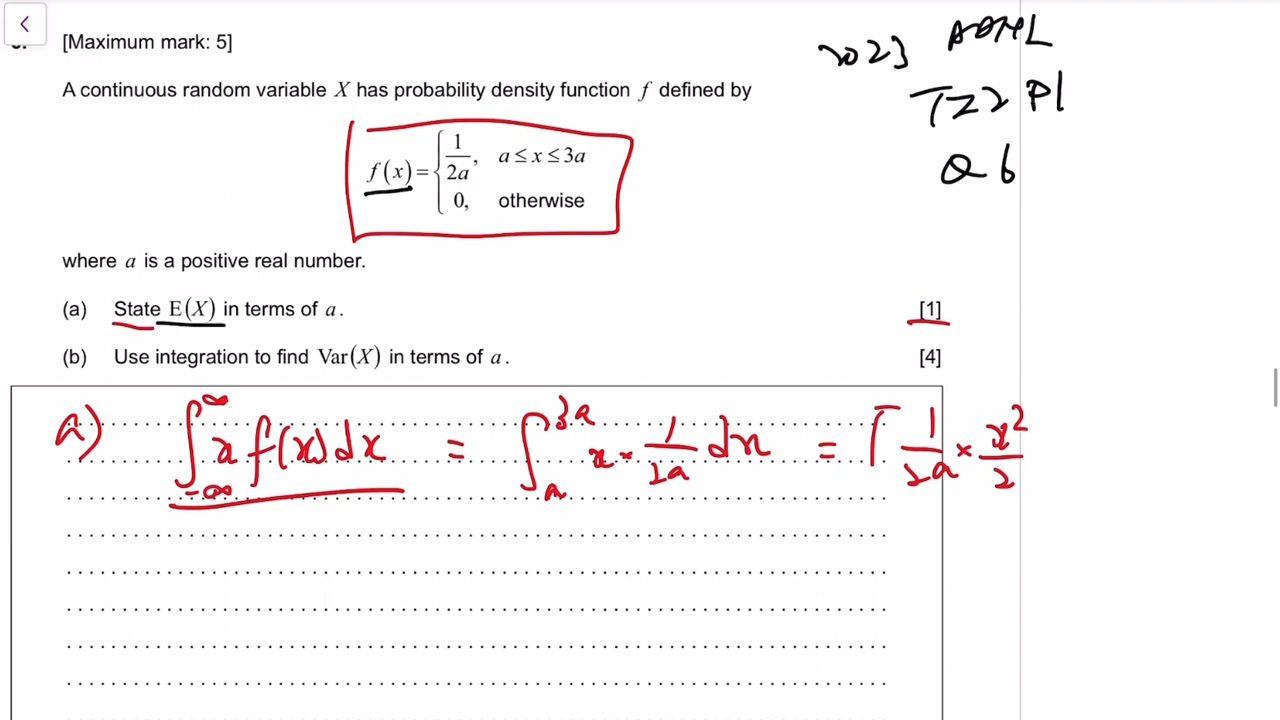 [Maximum mark: 5]
2023 AAHL
TZ2 P1
Q 6
A continuous random variable X has probability density function f defined by
f(x) = { 1/2a, a ≤ x ≤ 3a
0, otherwise
where a is a positive real number.
(a) State E(X) in terms of a. [1]
(b) Use integration to find Var(X) in terms of a. [4]
a) ∫_{-∞}^{∞} x f(x) dx = ∫_{a}^{3a} x × 1/2a dx = [ 1/2a × x²/2